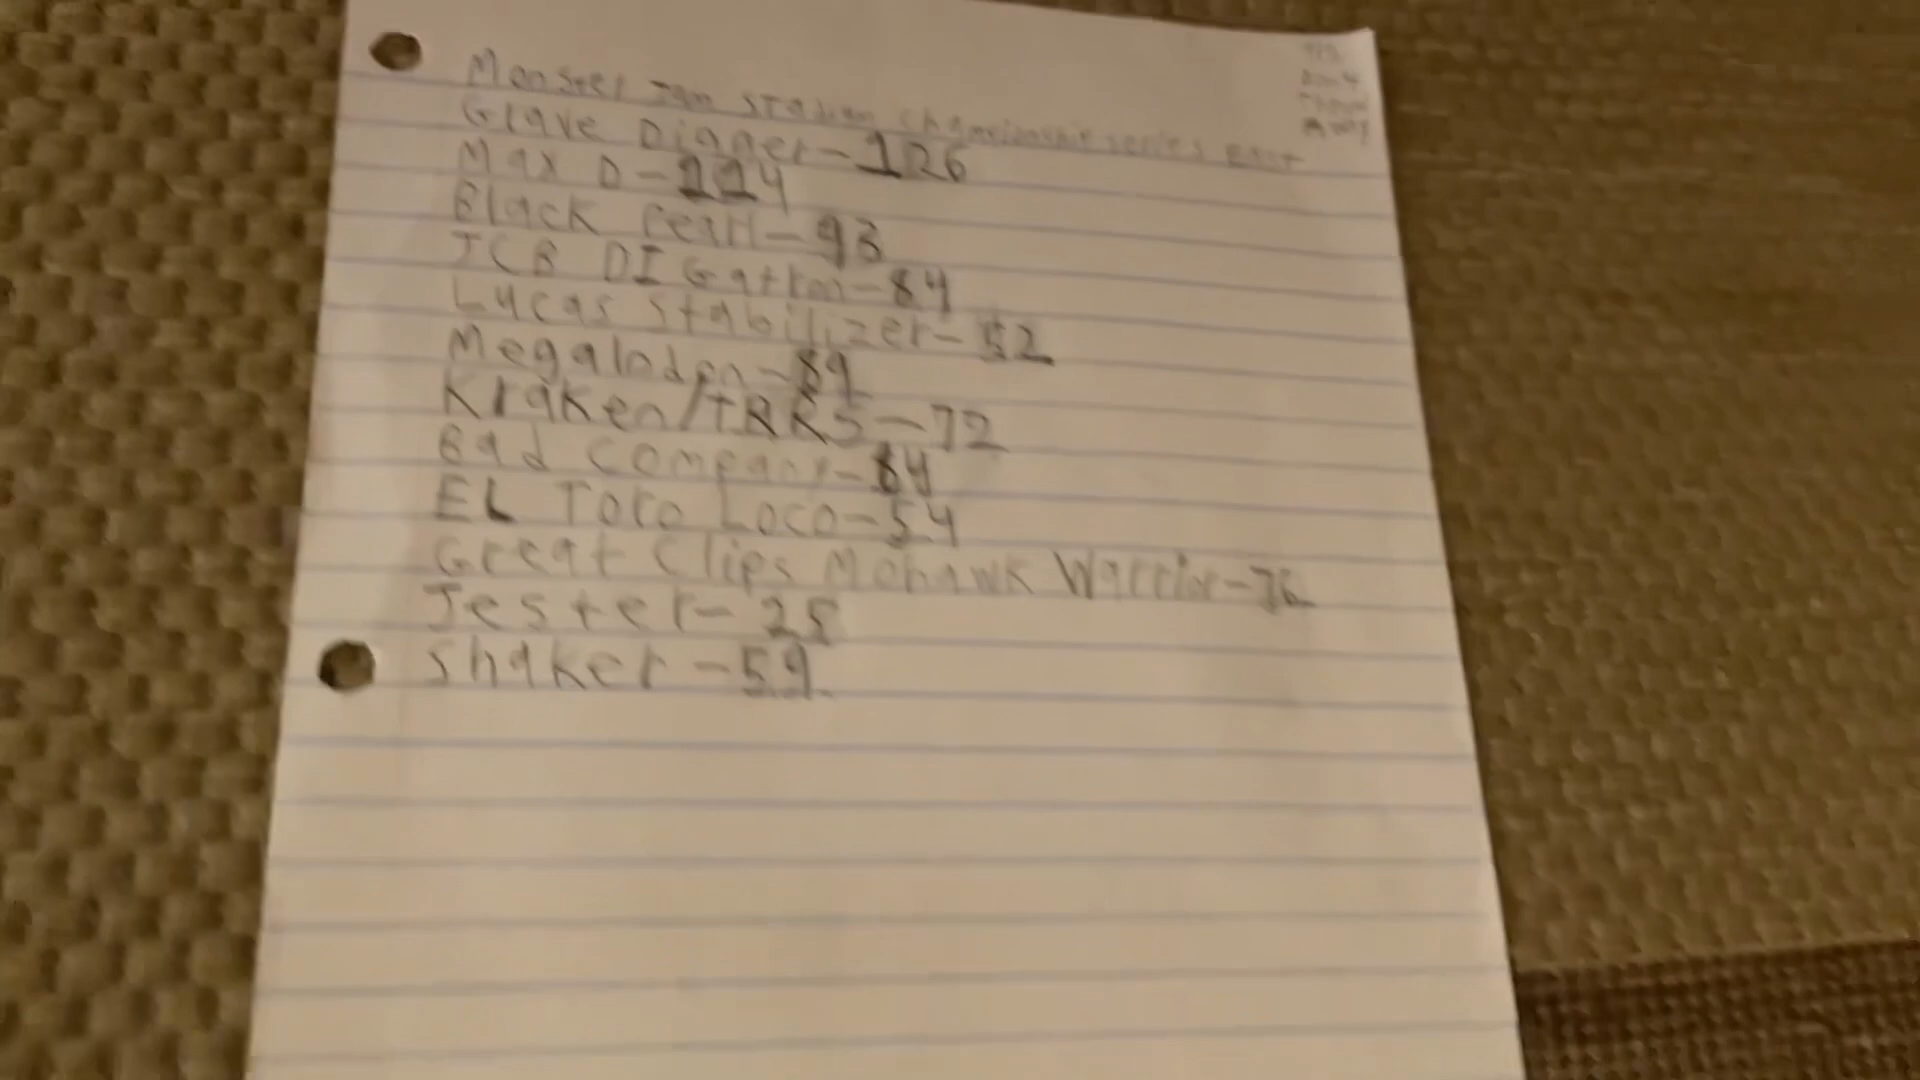 Monster Jam Stadium Championship series East
Grave Digger-126
Max D-114
Black Pearl-93
JCB DIGatron-84
Lucas Stabilizer-52
Megalodon-89
Kraken/TRRS-72
Bad Company-84
EL Toro Loco-54
Great Clips Mohawk Warrior-76
Jester-25
Shaker-59